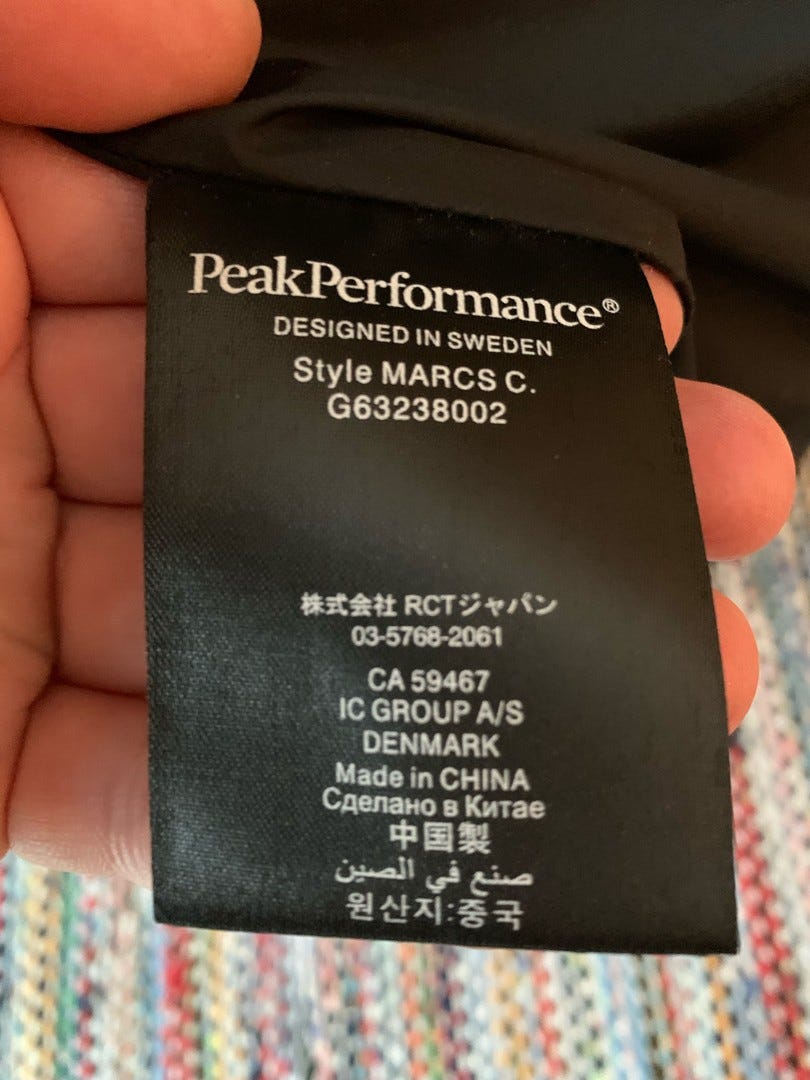 PeakPerformance®
DESIGNED IN SWEDEN
Style MARCS C.
G63238002
株式会社 RCTジャパン
03-5768-2061
CA 59467
IC GROUP A/S
DENMARK
Made in CHINA
Сделано в Китае
中国製
صنع في الصين
원산지:중국